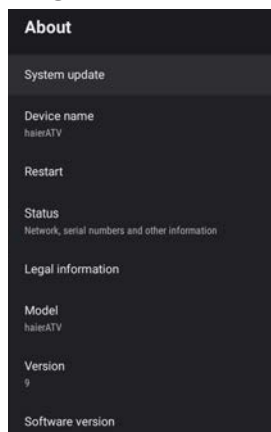 About
System update
Device name
haierATV
Restart
Status
Network, serial numbers and other information
Legal information
Model
haierATV
Version
9
Software version